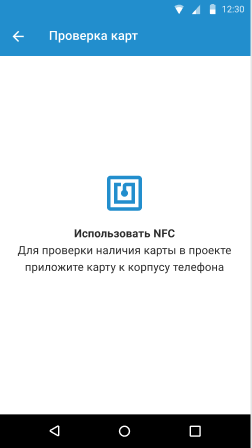 12:30
Проверка карт
Использовать NFC
Для проверки наличия карты в проекте
приложите карту к корпусу телефона